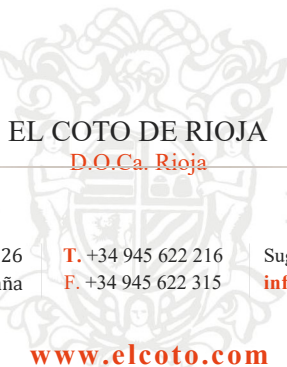 EL COTO DE RIOJA
D.O.Ca. Rioja
26 T. +34 945 622 216
F. +34 945 622 315
www.elcoto.com